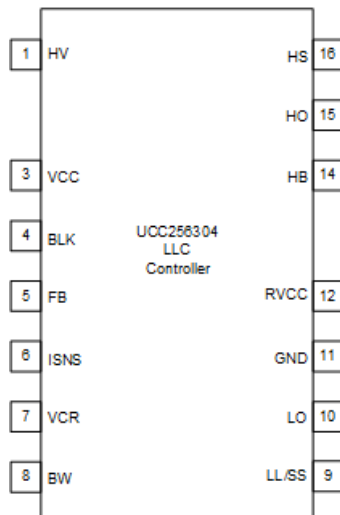 1 HV HS 16
HO 15
3 VCC HB 14
4 BLK
UCC256304
LLC
Controller
5 FB RVCC 12
6 ISNS GND 11
7 VCR LO 10
8 BW LL/SS 9